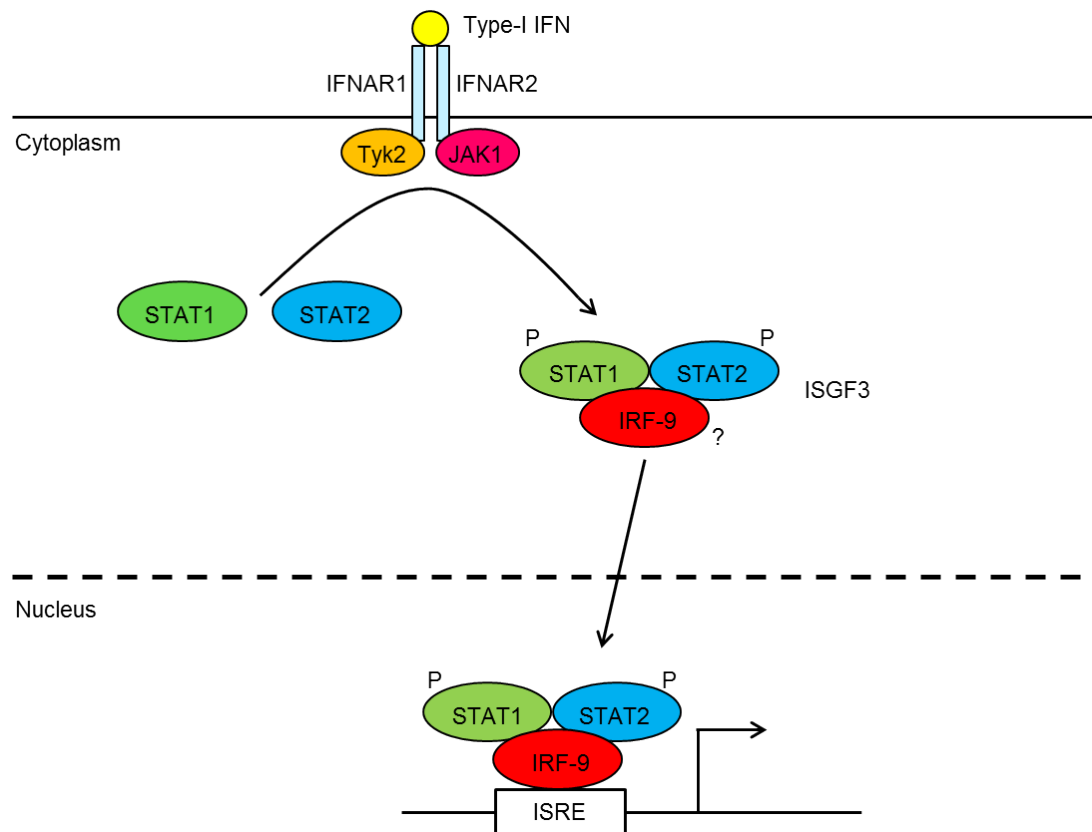 Type-I IFN
IFNAR1
IFNAR2
Cytoplasm
Tyk2
JAK1
STAT1
STAT2
P
P
STAT1
STAT2
ISGF3
IRF-9
?
Nucleus
P
P
STAT1
STAT2
IRF-9
ISRE